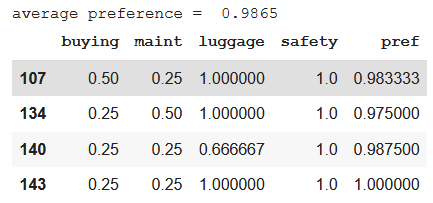 average preference =  0.9865
buying maint luggage safety pref
107 0.50 0.25 1.000000 1.0 0.983333
134 0.25 0.50 1.000000 1.0 0.975000
140 0.25 0.25 0.666667 1.0 0.987500
143 0.25 0.25 1.000000 1.0 1.000000